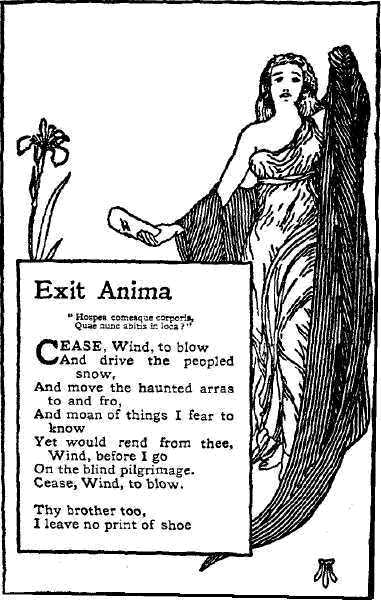 Exit Anima
"Hospes comesque corporis,
Quae nunc abitis in loca?"
CEASE, Wind, to blow
And drive the peopled
snow,
And move the haunted arras
to and fro,
And moan of things I fear to
know
Yet would rend from thee,
Wind, before I go
On the blind pilgrimage.
Cease, Wind, to blow.
Thy brother too,
I leave no print of shoe